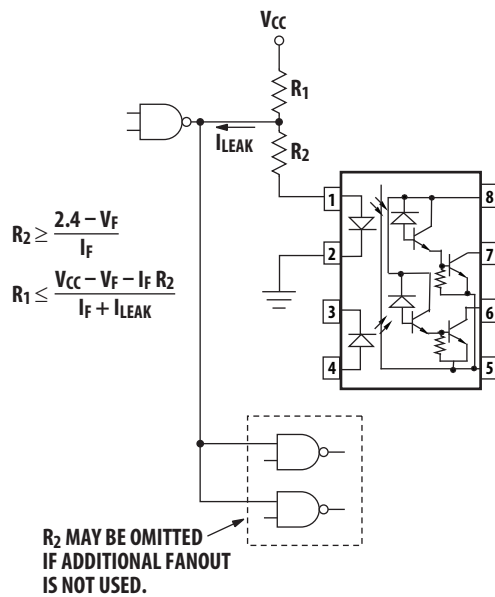 VCC
R1
ILEAK
R2
1
2
3
4
8
7
6
5
R2 ≥ 2.4 – VF / IF
R1 ≤ VCC – VF – IF R2 / IF + ILEAK
R2 MAY BE OMITTED
IF ADDITIONAL FANOUT
IS NOT USED.